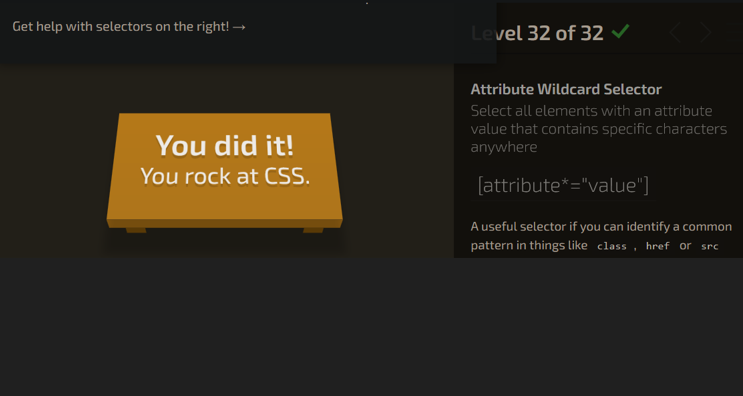 Get help with selectors on the right! →
Level 32 of 32
You did it!
You rock at CSS.
Attribute Wildcard Selector
Select all elements with an attribute
value that contains specific characters
anywhere
[attribute*="value"]
A useful selector if you can identify a common
pattern in things like class , href or src